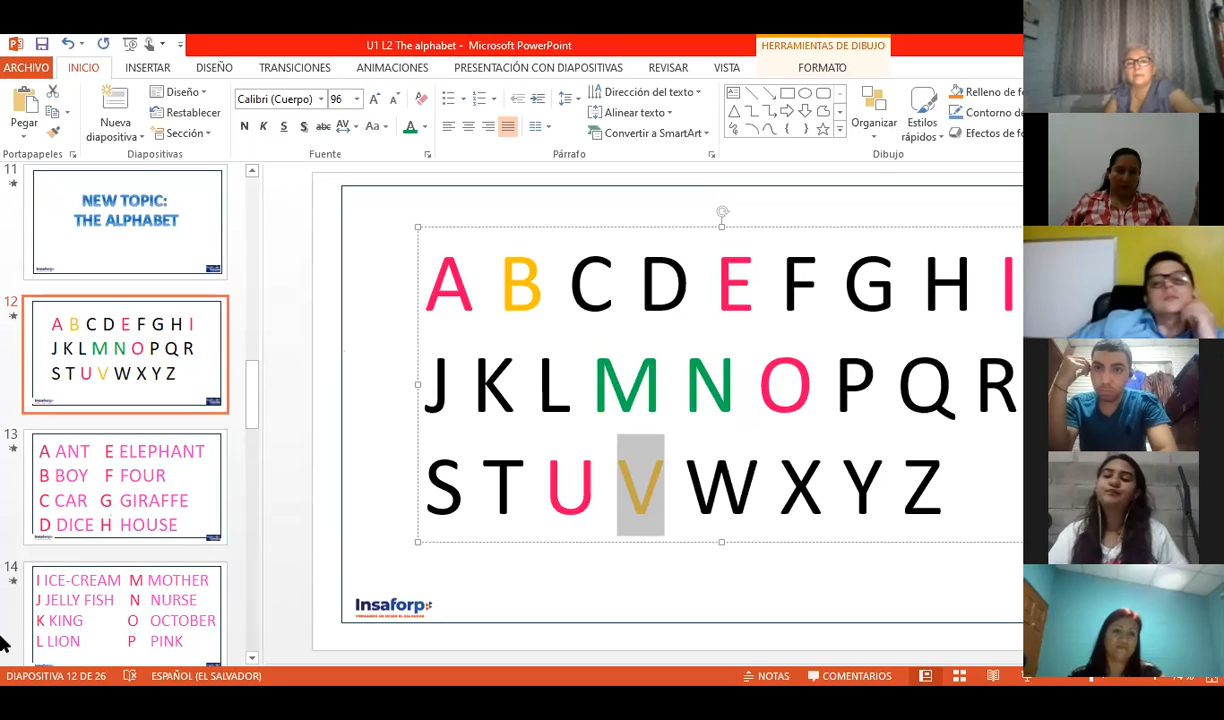 U1 L2 The alphabet - Microsoft PowerPoint
HERRAMIENTAS DE DIBUJO
ARCHIVO INICIO INSERTAR DISEÑO TRANSICIONES ANIMACIONES PRESENTACIÓN CON DIAPOSITIVAS REVISAR VISTA FORMATO
Pegar
Nueva diapositiva
Diseño
Restablecer
Sección
Calibri (Cuerpo) 96
N K S S abc AV Aa A
Dirección del texto
Alinear texto
Convertir a SmartArt
Organizar
Estilos rápidos
Relleno de
Contorno de
Efectos de
Portapapeles Diapositivas Fuente Párrafo Dibujo
11
NEW TOPIC:
THE ALPHABET
12
A B C D E F G H I
J K L M N O P Q R
S T U V W X Y Z
13
A ANT E ELEPHANT
B BOY F FOUR
C CAR G GIRAFFE
D DICE H HOUSE
14
I ICE-CREAM M MOTHER
J JELLY FISH N NURSE
K KING O OCTOBER
L LION P PINK
A B C D E F G H I
J K L M N O P Q R
S T U V W X Y Z
Insaforp
DIAPOSITIVA 12 DE 26 ESPAÑOL (EL SALVADOR) NOTAS COMENTARIOS 74%